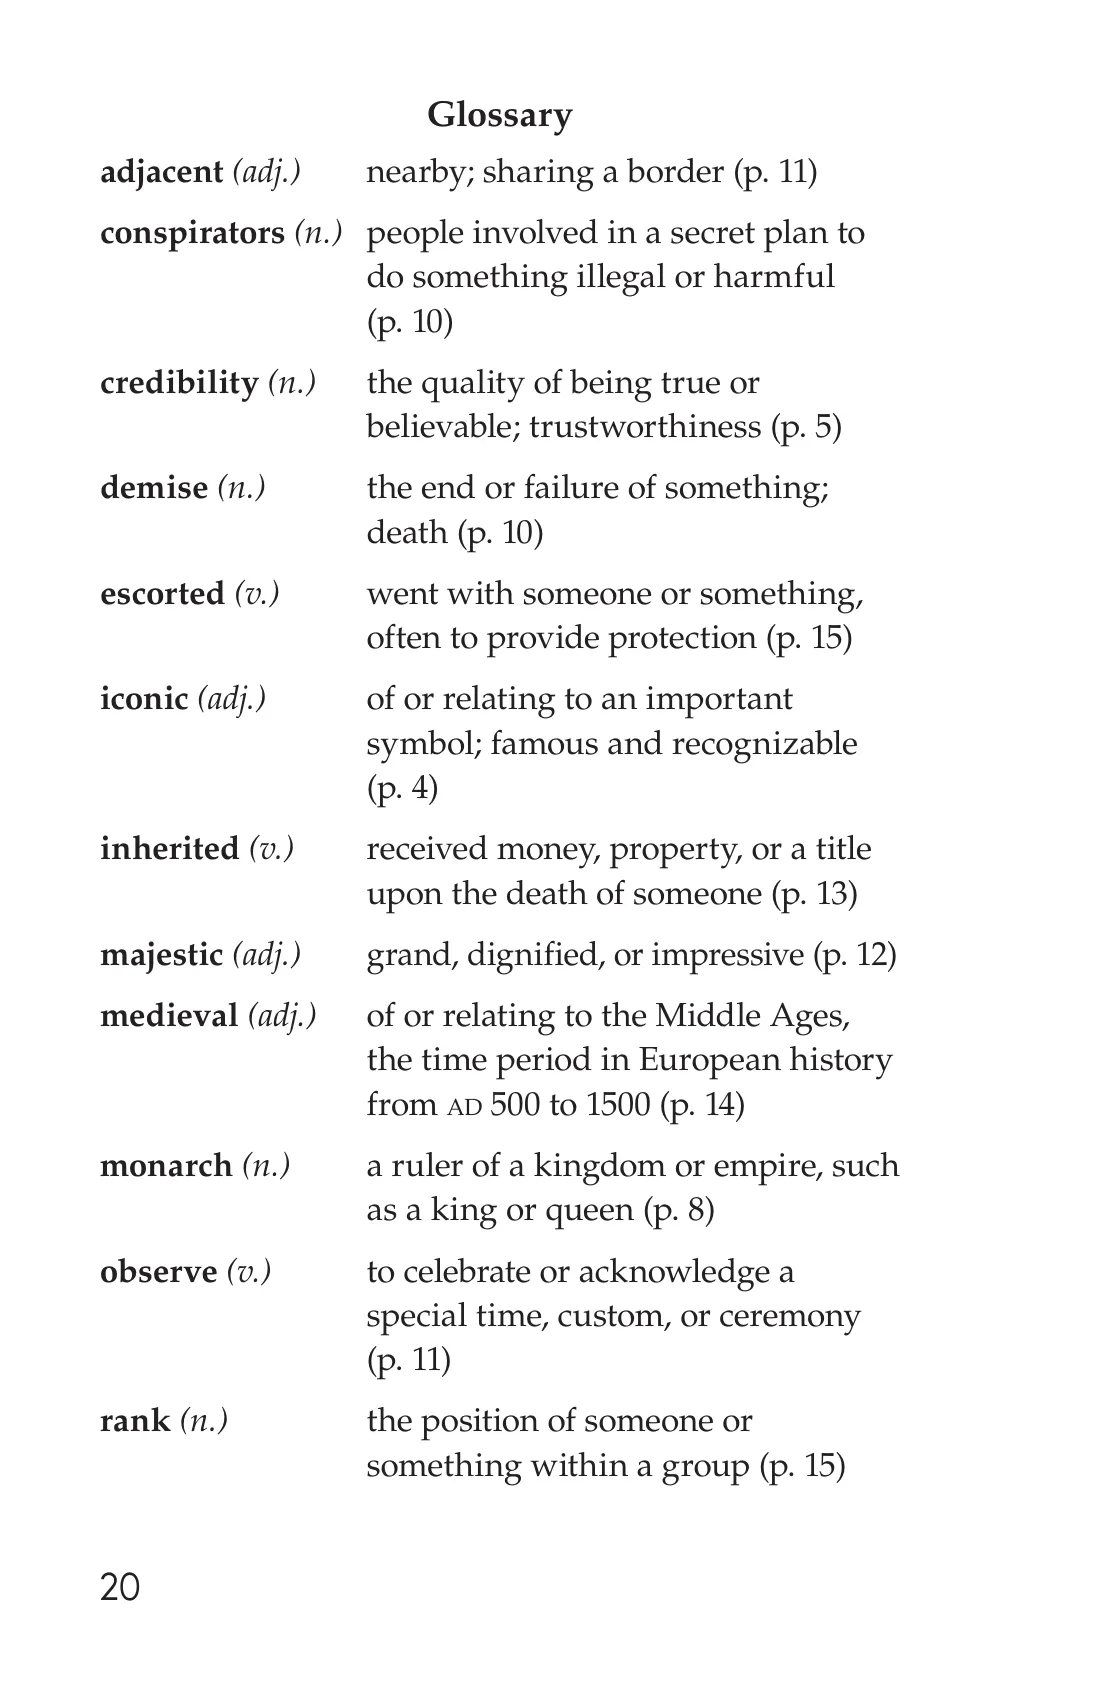 Glossary
adjacent (adj.) nearby; sharing a border (p. 11)
conspirators (n.) people involved in a secret plan to
do something illegal or harmful
(p. 10)
credibility (n.) the quality of being true or
believable; trustworthiness (p. 5)
demise (n.) the end or failure of something;
death (p. 10)
escorted (v.) went with someone or something,
often to provide protection (p. 15)
iconic (adj.) of or relating to an important
symbol; famous and recognizable
(p. 4)
inherited (v.) received money, property, or a title
upon the death of someone (p. 13)
majestic (adj.) grand, dignified, or impressive (p. 12)
medieval (adj.) of or relating to the Middle Ages,
the time period in European history
from AD 500 to 1500 (p. 14)
monarch (n.) a ruler of a kingdom or empire, such
as a king or queen (p. 8)
observe (v.) to celebrate or acknowledge a
special time, custom, or ceremony
(p. 11)
rank (n.) the position of someone or
something within a group (p. 15)
20